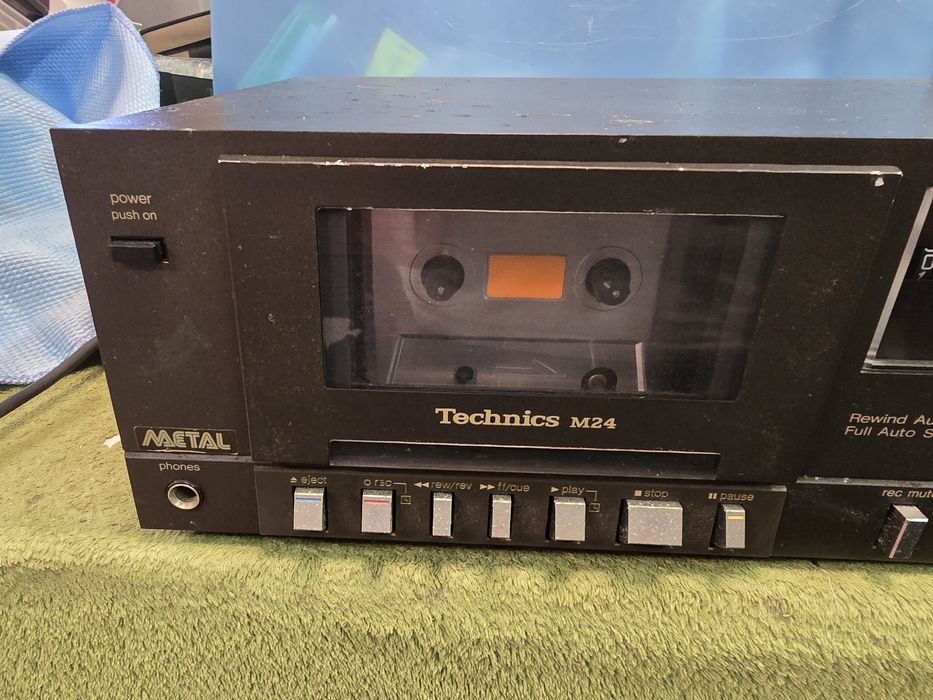 power
push on
Technics M24
METAL
phones
eject
rec
rew/rev
ff/cue
play
stop
pause
Rewind Au
Full Auto S
rec mute